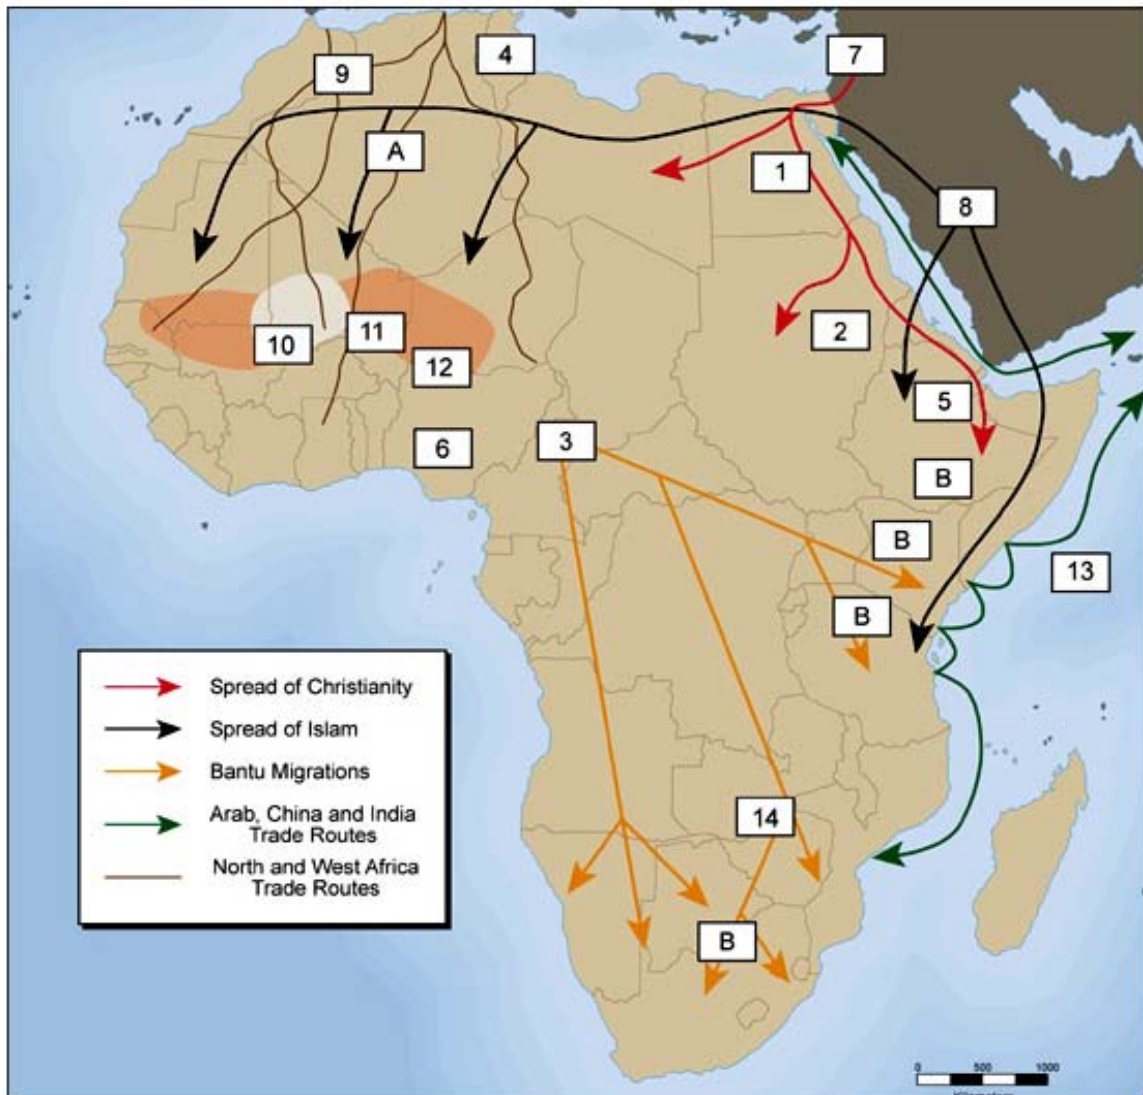 7
4
9
A
1
8
2
11
10
12
5
6
3
B
B
13
B
Spread of Christianity
Spread of Islam
Bantu Migrations
Arab, China and India
Trade Routes
North and West Africa
Trade Routes
14
B
0 500 1000